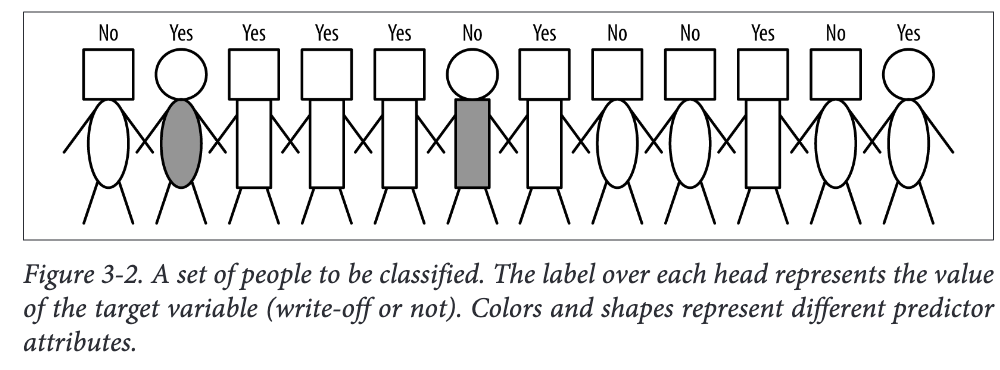 No Yes Yes Yes Yes No Yes No No Yes No Yes
Figure 3-2. A set of people to be classified. The label over each head represents the value
of the target variable (write-off or not). Colors and shapes represent different predictor
attributes.